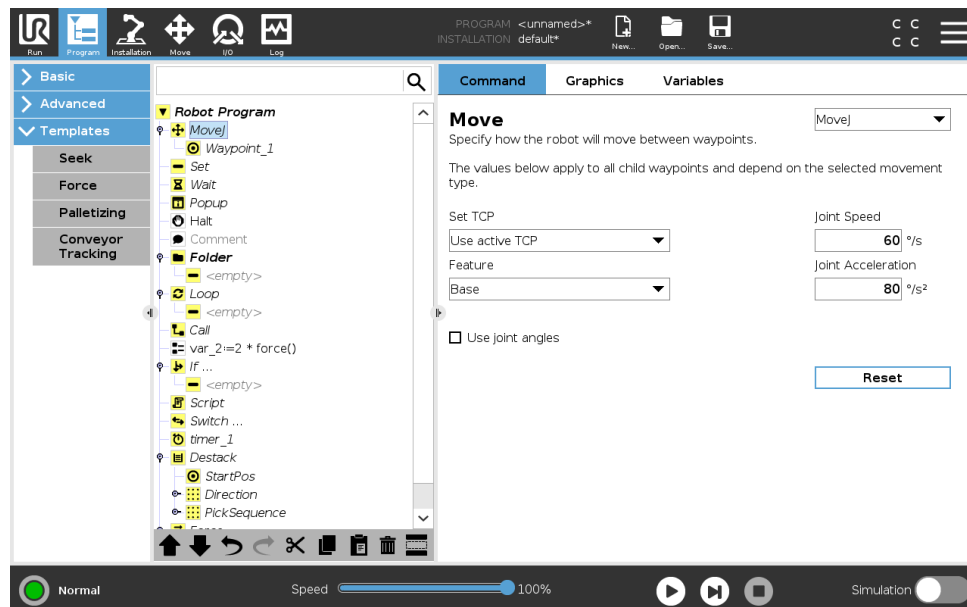 PROGRAM <unnamed>*
INSTALLATION default*
Run
Program
Installation
Move
I/O
Log
New...
Open...
Save...
C C
C C
Basic
Advanced
Templates
Seek
Force
Palletizing
Conveyor
Tracking
Robot Program
MoveJ
Waypoint_1
Set
Wait
Popup
Halt
Comment
Folder
<empty>
Loop
<empty>
Call
var_2:=2 * force()
If ...
<empty>
Script
Switch ...
timer_1
Destack
StartPos
Direction
PickSequence
Force
Command
Graphics
Variables
Move
MoveJ
Specify how the robot will move between waypoints.
The values below apply to all child waypoints and depend on the selected movement
type.
Set TCP
Joint Speed
Use active TCP
60 °/s
Feature
Joint Acceleration
Base
80 °/s²
Use joint angles
Reset
Normal
Speed
100%
Simulation